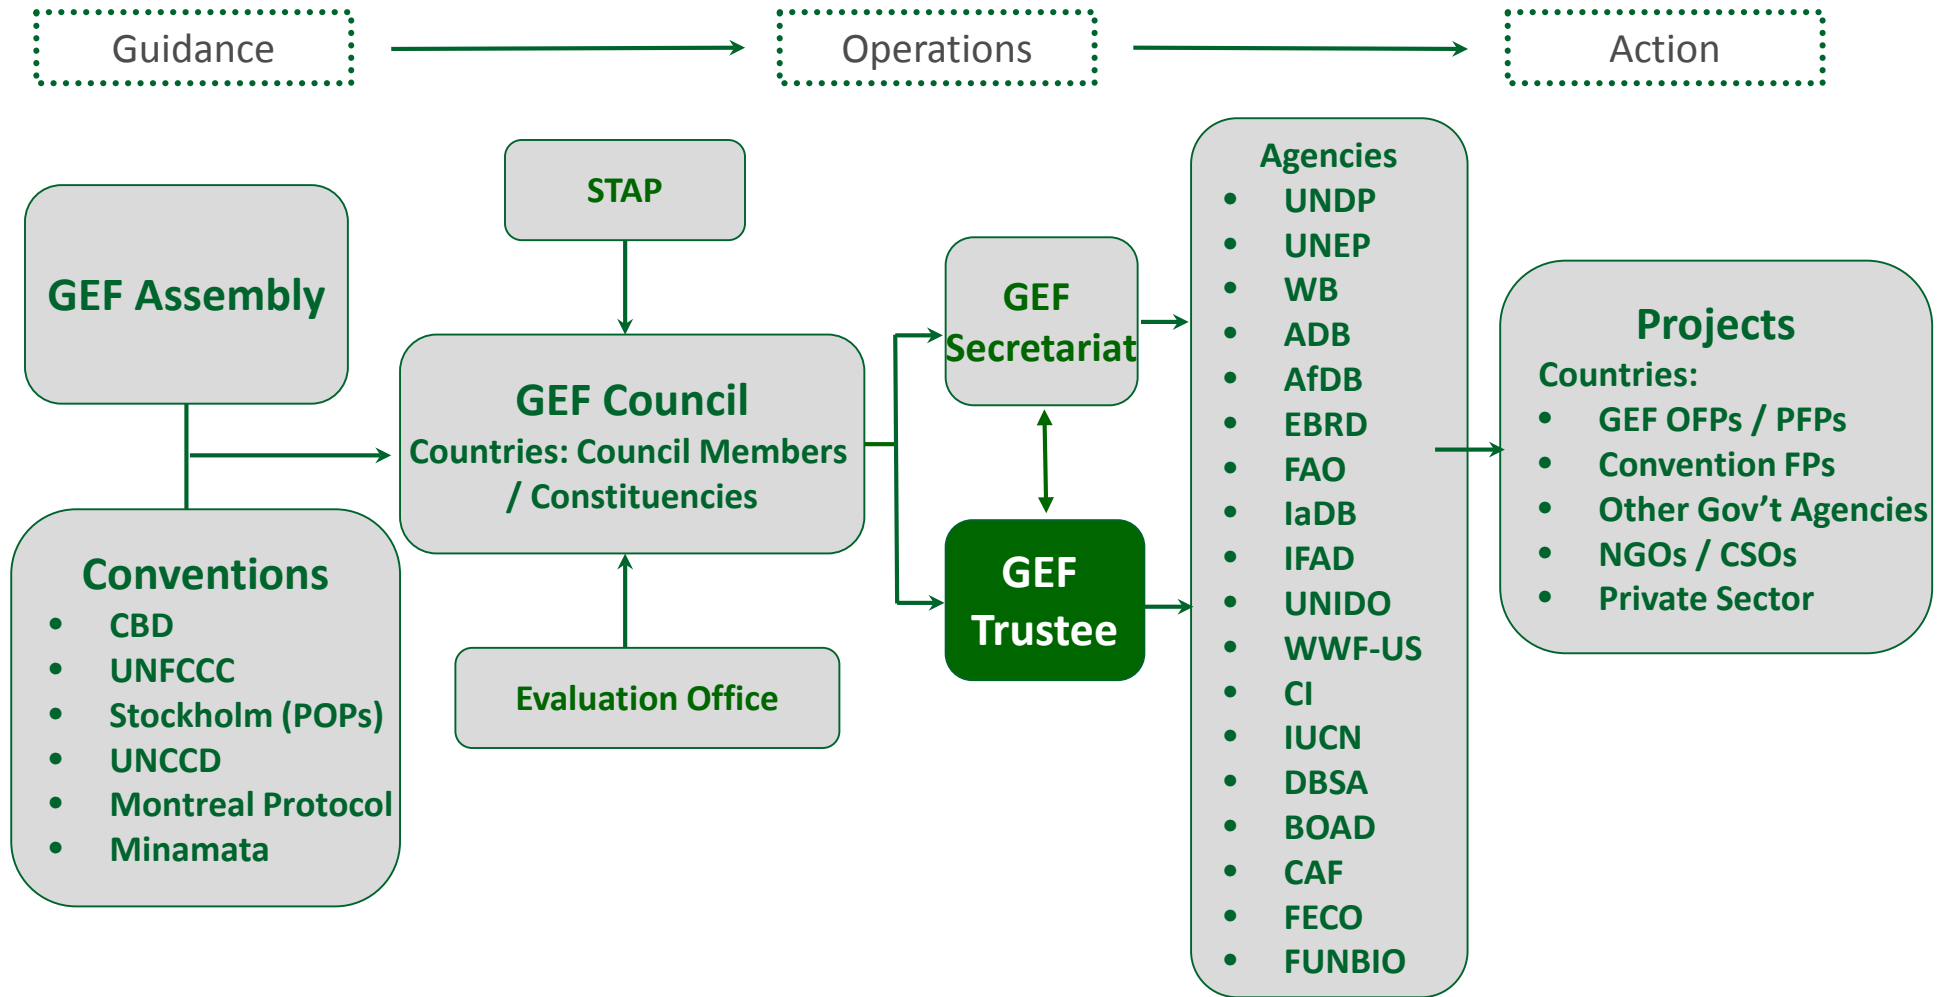 Guidance
Operations
Action
GEF Assembly
Conventions
• CBD
• UNFCCC
• Stockholm (POPs)
• UNCCD
• Montreal Protocol
• Minamata
STAP
GEF Council
Countries: Council Members
/ Constituencies
Evaluation Office
GEF
Secretariat
GEF
Trustee
Agencies
• UNDP
• UNEP
• WB
• ADB
• AfDB
• EBRD
• FAO
• IaDB
• IFAD
• UNIDO
• WWF-US
• CI
• IUCN
• DBSA
• BOAD
• CAF
• FECO
• FUNBIO
Projects
Countries:
• GEF OFPs / PFPs
• Convention FPs
• Other Gov’t Agencies
• NGOs / CSOs
• Private Sector